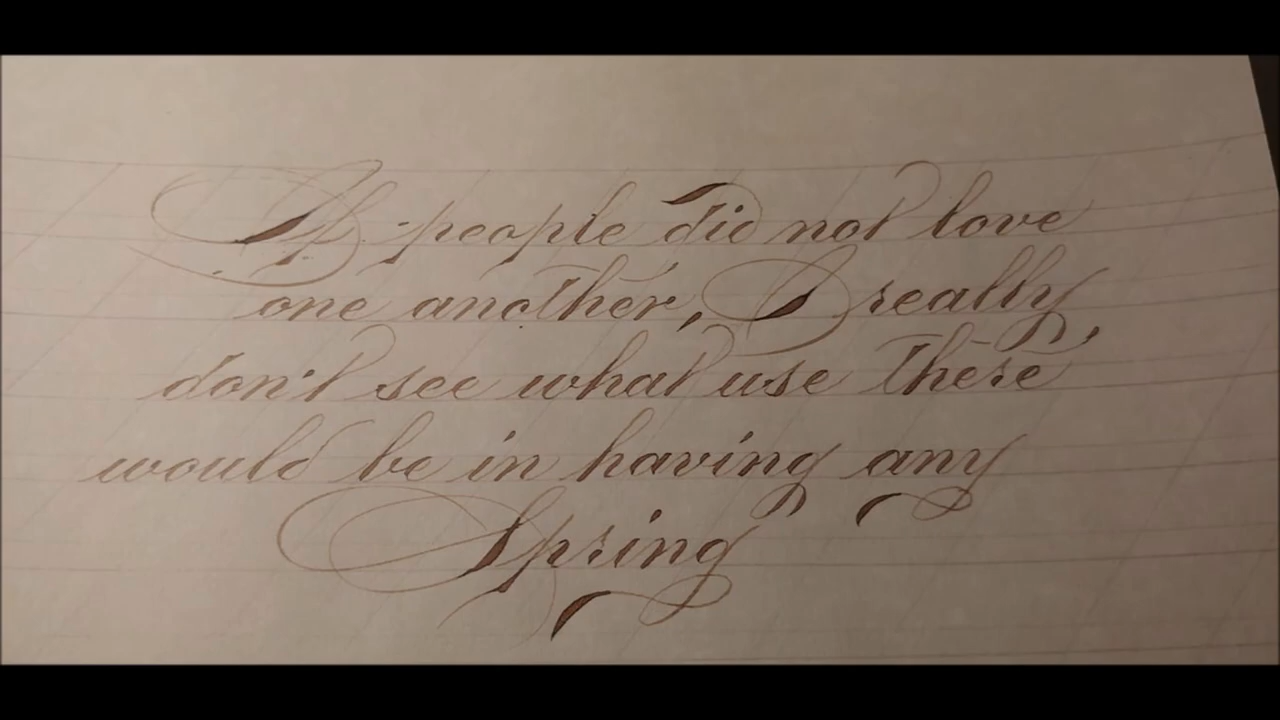 If people did not love
one another, I really,
don't see what use there
would be in having any
Spring